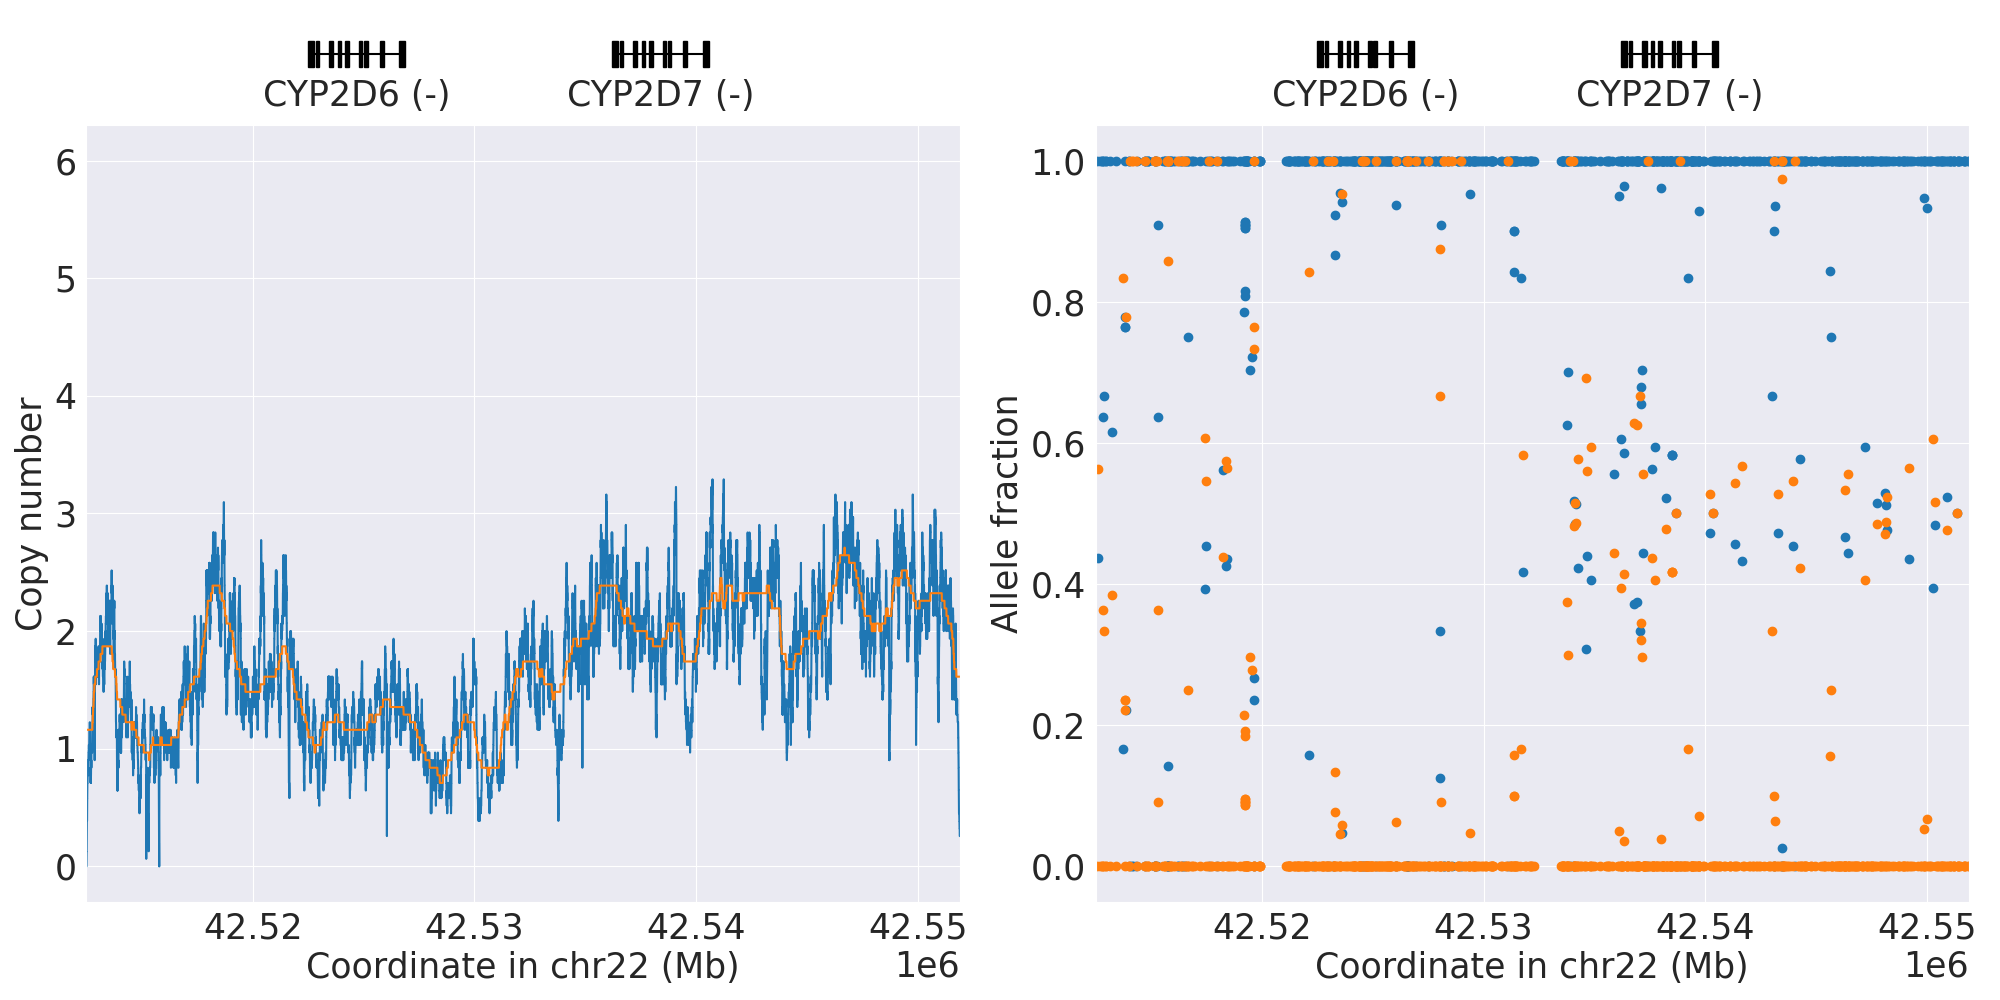 CYP2D6 (-) CYP2D7 (-)
6
5
4
3
2
1
0
Copy number
42.52 42.53 42.54 42.55
Coordinate in chr22 (Mb) 1e6
CYP2D6 (-) CYP2D7 (-)
1.0
0.8
0.6
0.4
0.2
0.0
Allele fraction
42.52 42.53 42.54 42.55
Coordinate in chr22 (Mb) 1e6